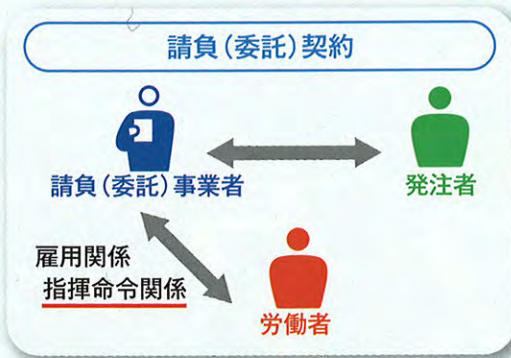 請負(委託)契約
請負(委託)事業者
発注者
雇用関係
指揮命令関係
労働者